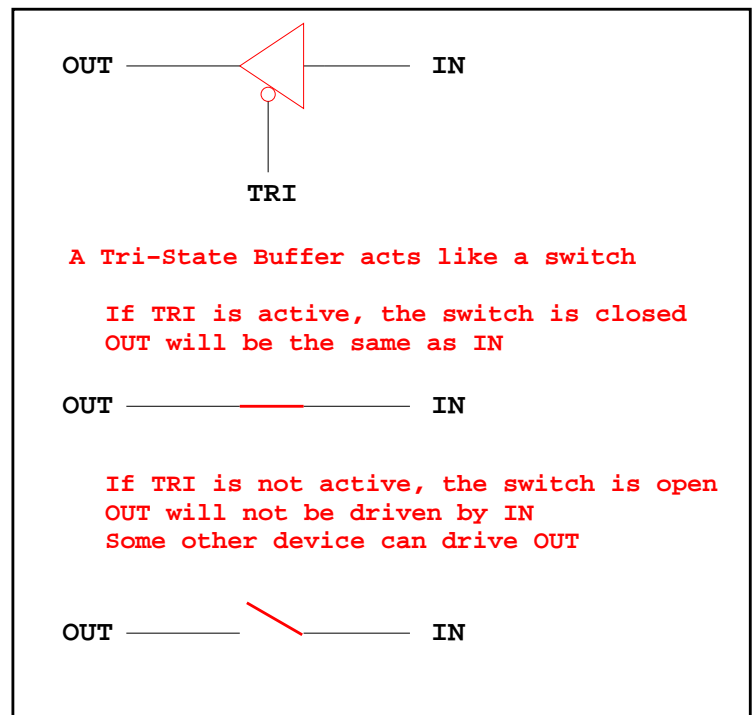 OUT IN
TRI
A Tri-State Buffer acts like a switch
If TRI is active, the switch is closed
OUT will be the same as IN
OUT IN
If TRI is not active, the switch is open
OUT will not be driven by IN
Some other device can drive OUT
OUT IN